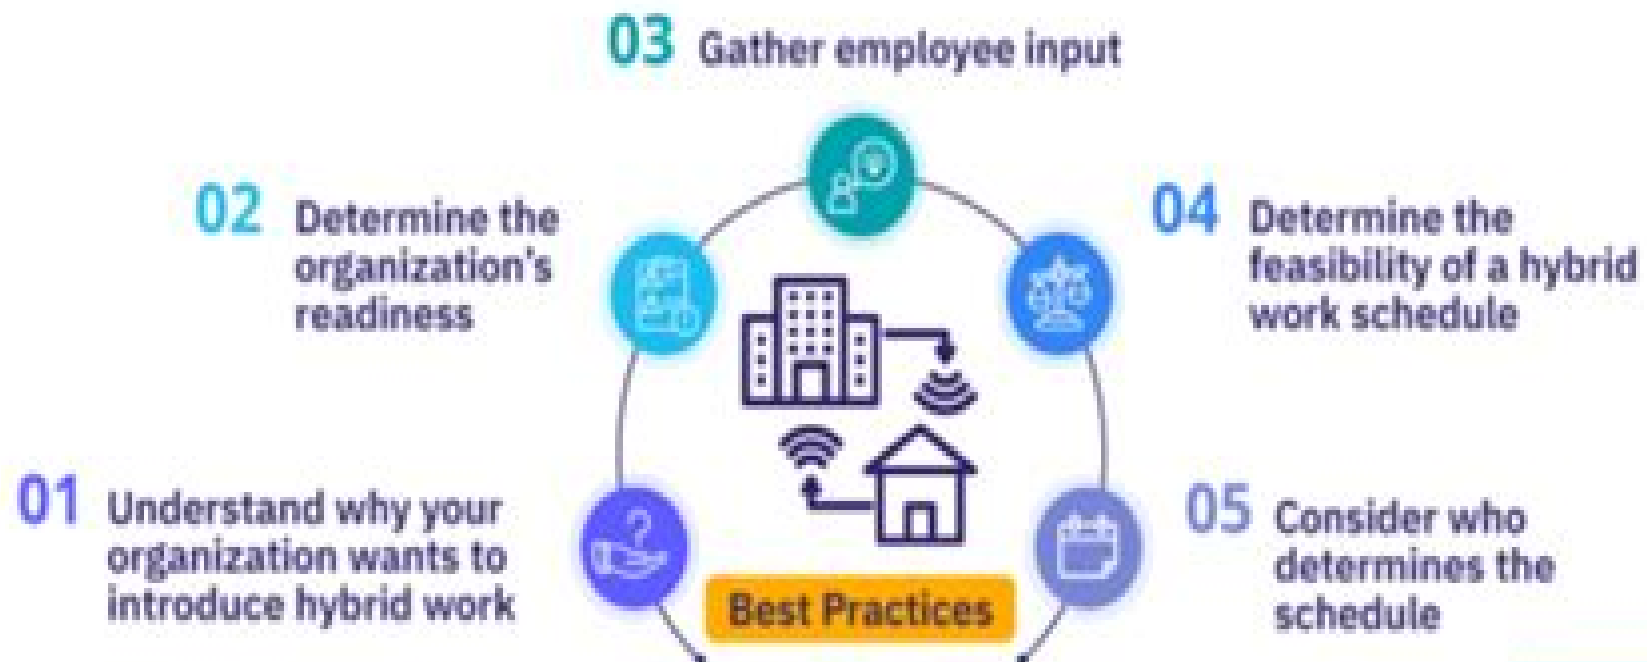 03 Gather employee input
02 Determine the
organization's
readiness
04 Determine the
feasibility of a hybrid
work schedule
01 Understand why your
organization wants to
introduce hybrid work
05 Consider who
determines the
schedule
Best Practices